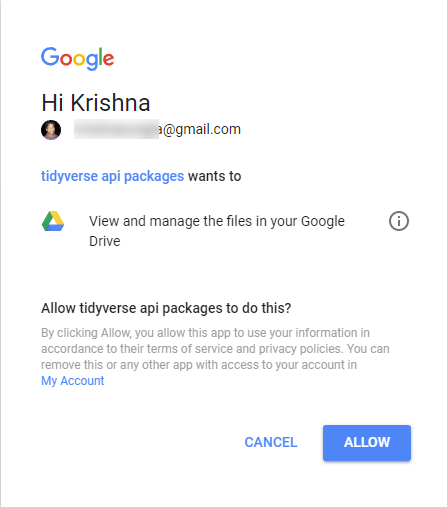 Google
Hi Krishna
a@gmail.com
tidyverse api packages wants to
View and manage the files in your Google
Drive
Allow tidyverse api packages to do this?
By clicking Allow, you allow this app to use your information in
accordance to their terms of service and privacy policies. You can
remove this or any other app with access to your account in
My Account
CANCEL
ALLOW